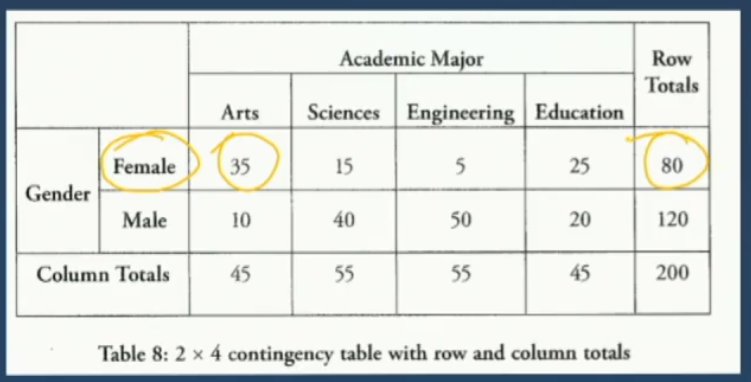 Academic Major
Row Totals
Arts Sciences Engineering Education
Gender
Female 35 15 5 25 80
Male 10 40 50 20 120
Column Totals 45 55 55 45 200
Table 8: 2 × 4 contingency table with row and column totals